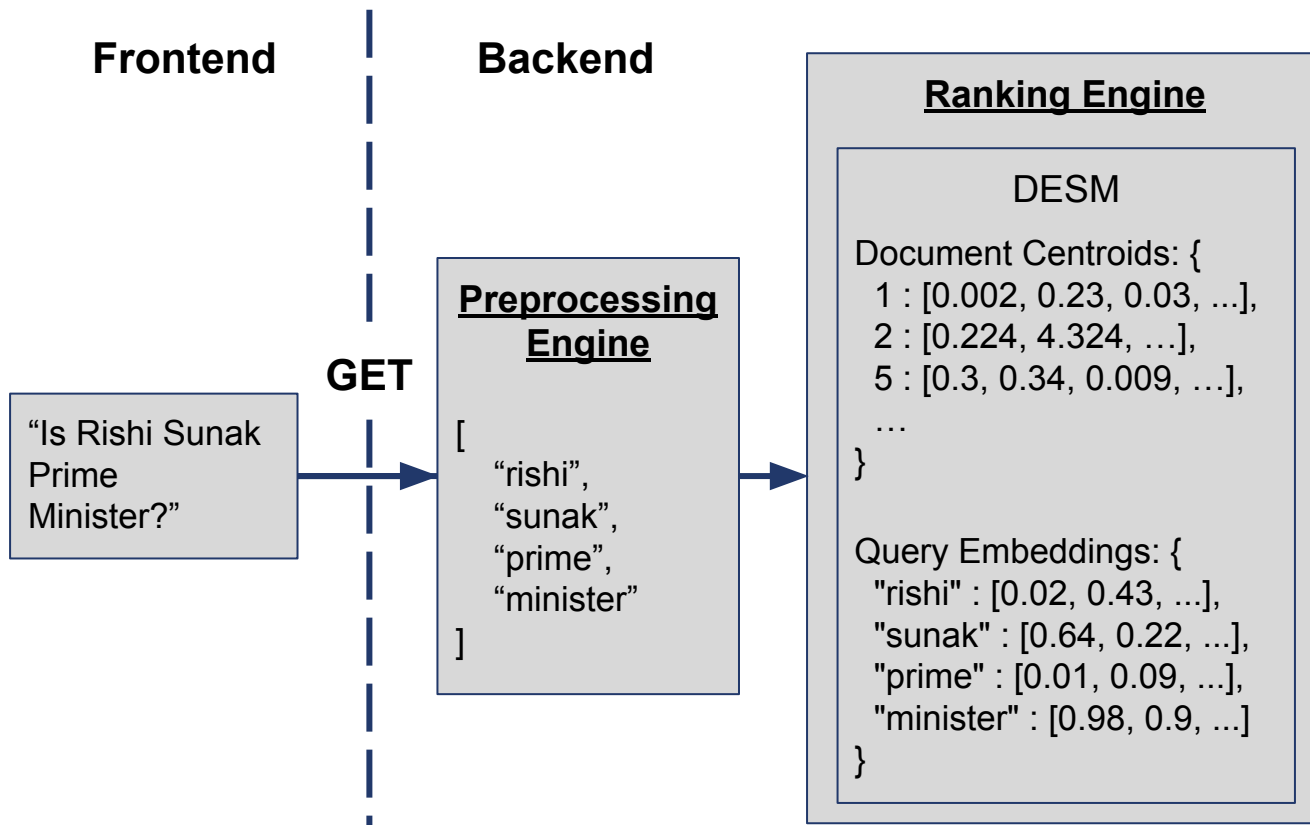 Frontend
Backend
GET
“Is Rishi Sunak
Prime
Minister?”
Preprocessing
Engine
[
“rishi”,
“sunak”,
“prime”,
“minister”
]
Ranking Engine
DESM
Document Centroids: {
1 : [0.002, 0.23, 0.03, ...],
2 : [0.224, 4.324, …],
5 : [0.3, 0.34, 0.009, …],
…
}
Query Embeddings: {
"rishi" : [0.02, 0.43, ...],
"sunak" : [0.64, 0.22, ...],
"prime" : [0.01, 0.09, ...],
"minister" : [0.98, 0.9, ...]
}